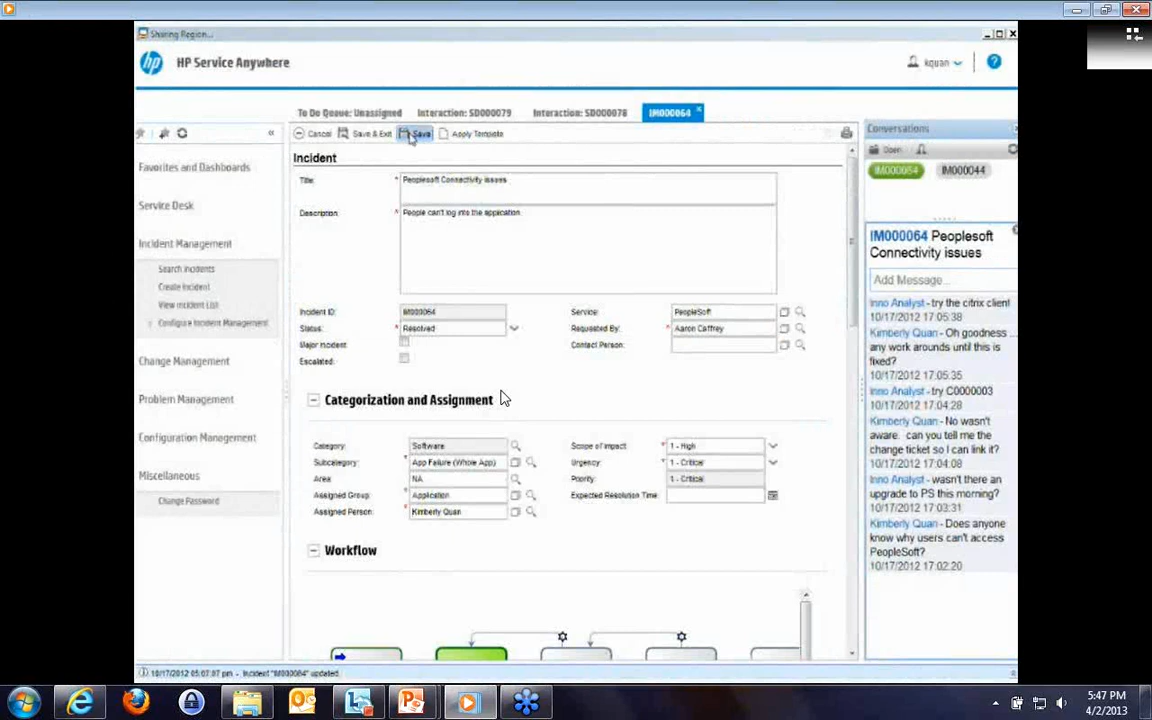 Sharing Region...
hp HP Service Anywhere
kquan
?
To Do Queue: Unassigned Interaction: SD000079 Interaction: SD000078 IM000064
Cancel Save & Exit Save Apply Template
Conversations
Open
IM000064 IM000044
Favorites and Dashboards
Service Desk
Incident Management
Search Incidents
Create Incident
View Incident List
Configure Incident Management
Change Management
Problem Management
Configuration Management
Miscellaneous
Change Password
Incident
Title: * Peoplesoft Connectivity issues
Description: * People can't log into the application
Incident ID: IM000064
Status: * Resolved
Major Incident:
Escalated:
Service: PeopleSoft
Requested By: * Aaron Caffrey
Contact Person:
Categorization and Assignment
Category: Software
Subcategory: * App Failure (Whole App)
Area: NA
Assigned Group: * Application
Assigned Person: * Kimberly Quan
Scope of Impact: * 1 - High
Urgency: * 1 - Critical
Priority: 1 - Critical
Expected Resolution Time:
Workflow
IM000064 Peoplesoft
Connectivity issues
Add Message...
Inno Analyst - try the citrix client
10/17/2012 17:05:38
Kimberly Quan - Oh goodness
any work arounds until this is
fixed?
10/17/2012 17:05:35
Inno Analyst - try C0000003
10/17/2012 17:04:28
Kimberly Quan - No wasn't
aware. can you tell me the
change ticket so I can link it?
10/17/2012 17:04:08
Inno Analyst - wasn't there an
upgrade to PS this morning?
10/17/2012 17:03:31
Kimberly Quan - Does anyone
know why users can't access
PeopleSoft?
10/17/2012 17:02:20
10/17/2012 05:07:07 pm - Incident "IM000064" updated.
5:47 PM
4/2/2013